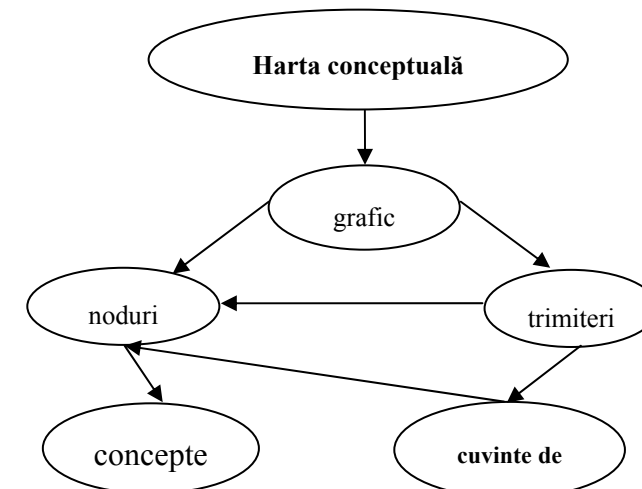 Harta conceptuală
grafic
noduri
trimiteri
concepte
cuvinte de